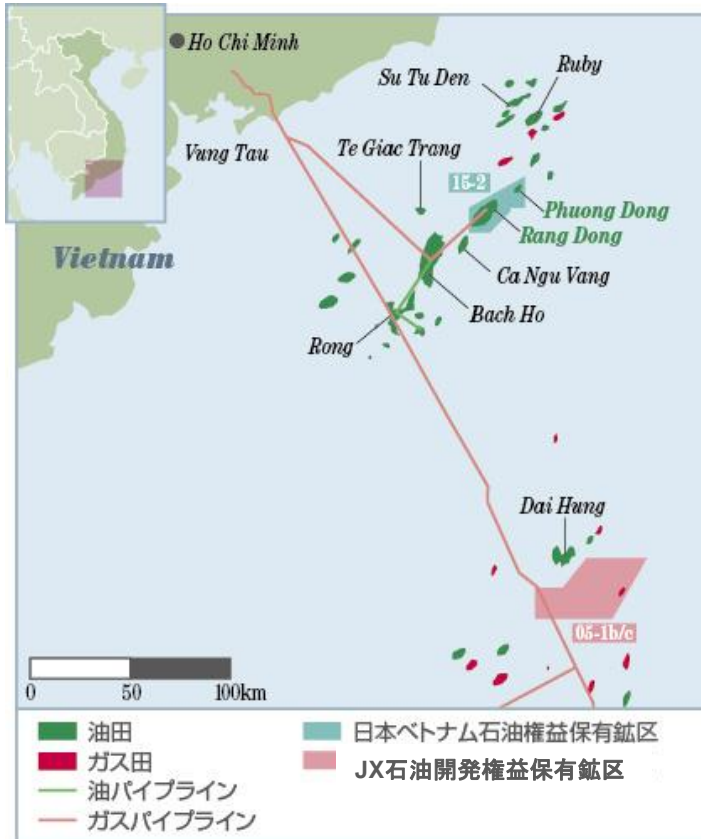 Ho Chi Minh
Su Tu Den
Ruby
Vung Tau
Te Giac Trang
15-2
Phuong Dong
Rang Dong
Vietnam
Ca Ngu Vang
Bach Ho
Rong
Dai Hung
05-1b/c
0 50 100km
油田
ガス田
油パイプライン
ガスパイプライン
日本ベトナム石油権益保有鉱区
JX石油開発権益保有鉱区